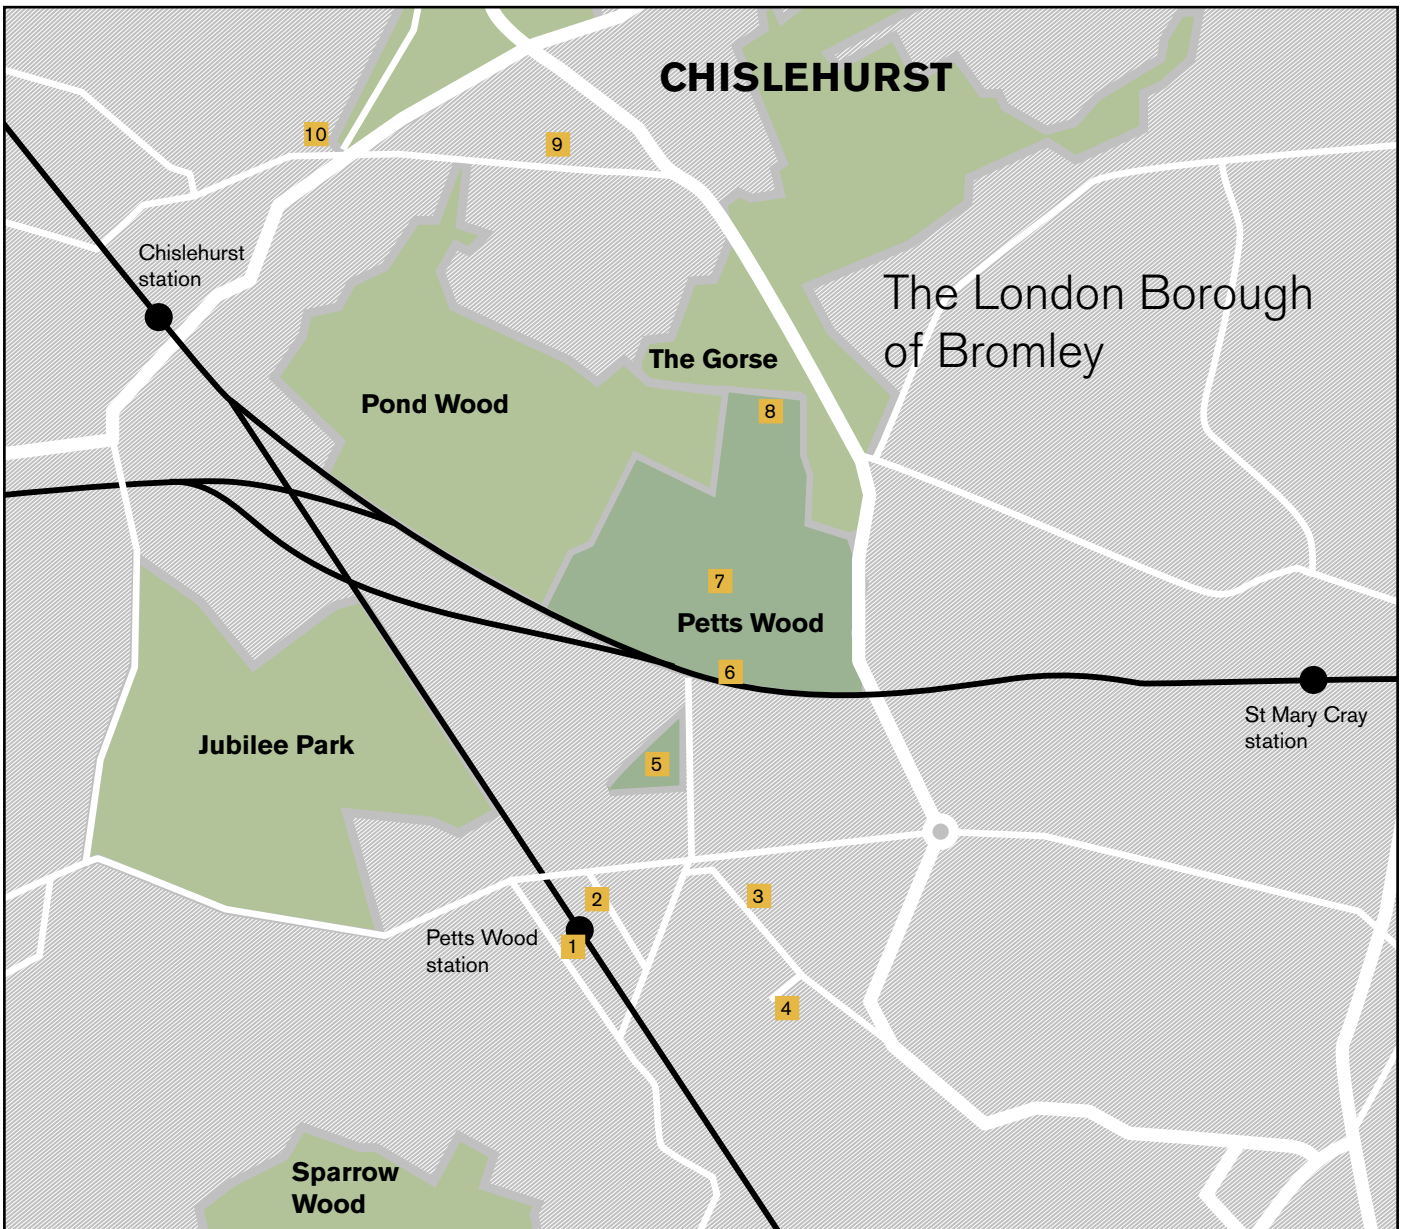 CHISLEHURST
10
9
Chislehurst
station
The London Borough
of Bromley
The Gorse
Pond Wood
8
7
Petts Wood
6
St Mary Cray
station
Jubilee Park
5
2
3
1
Petts Wood
station
4
Sparrow
Wood